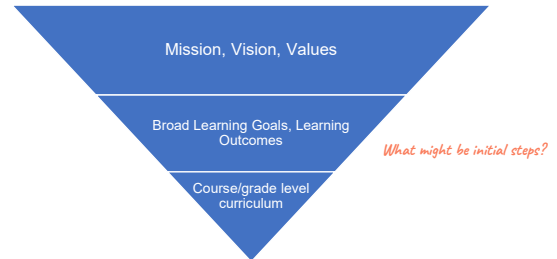 Mission, Vision, Values
Broad Learning Goals, Learning
Outcomes
What might be initial steps?
Course/grade level
curriculum